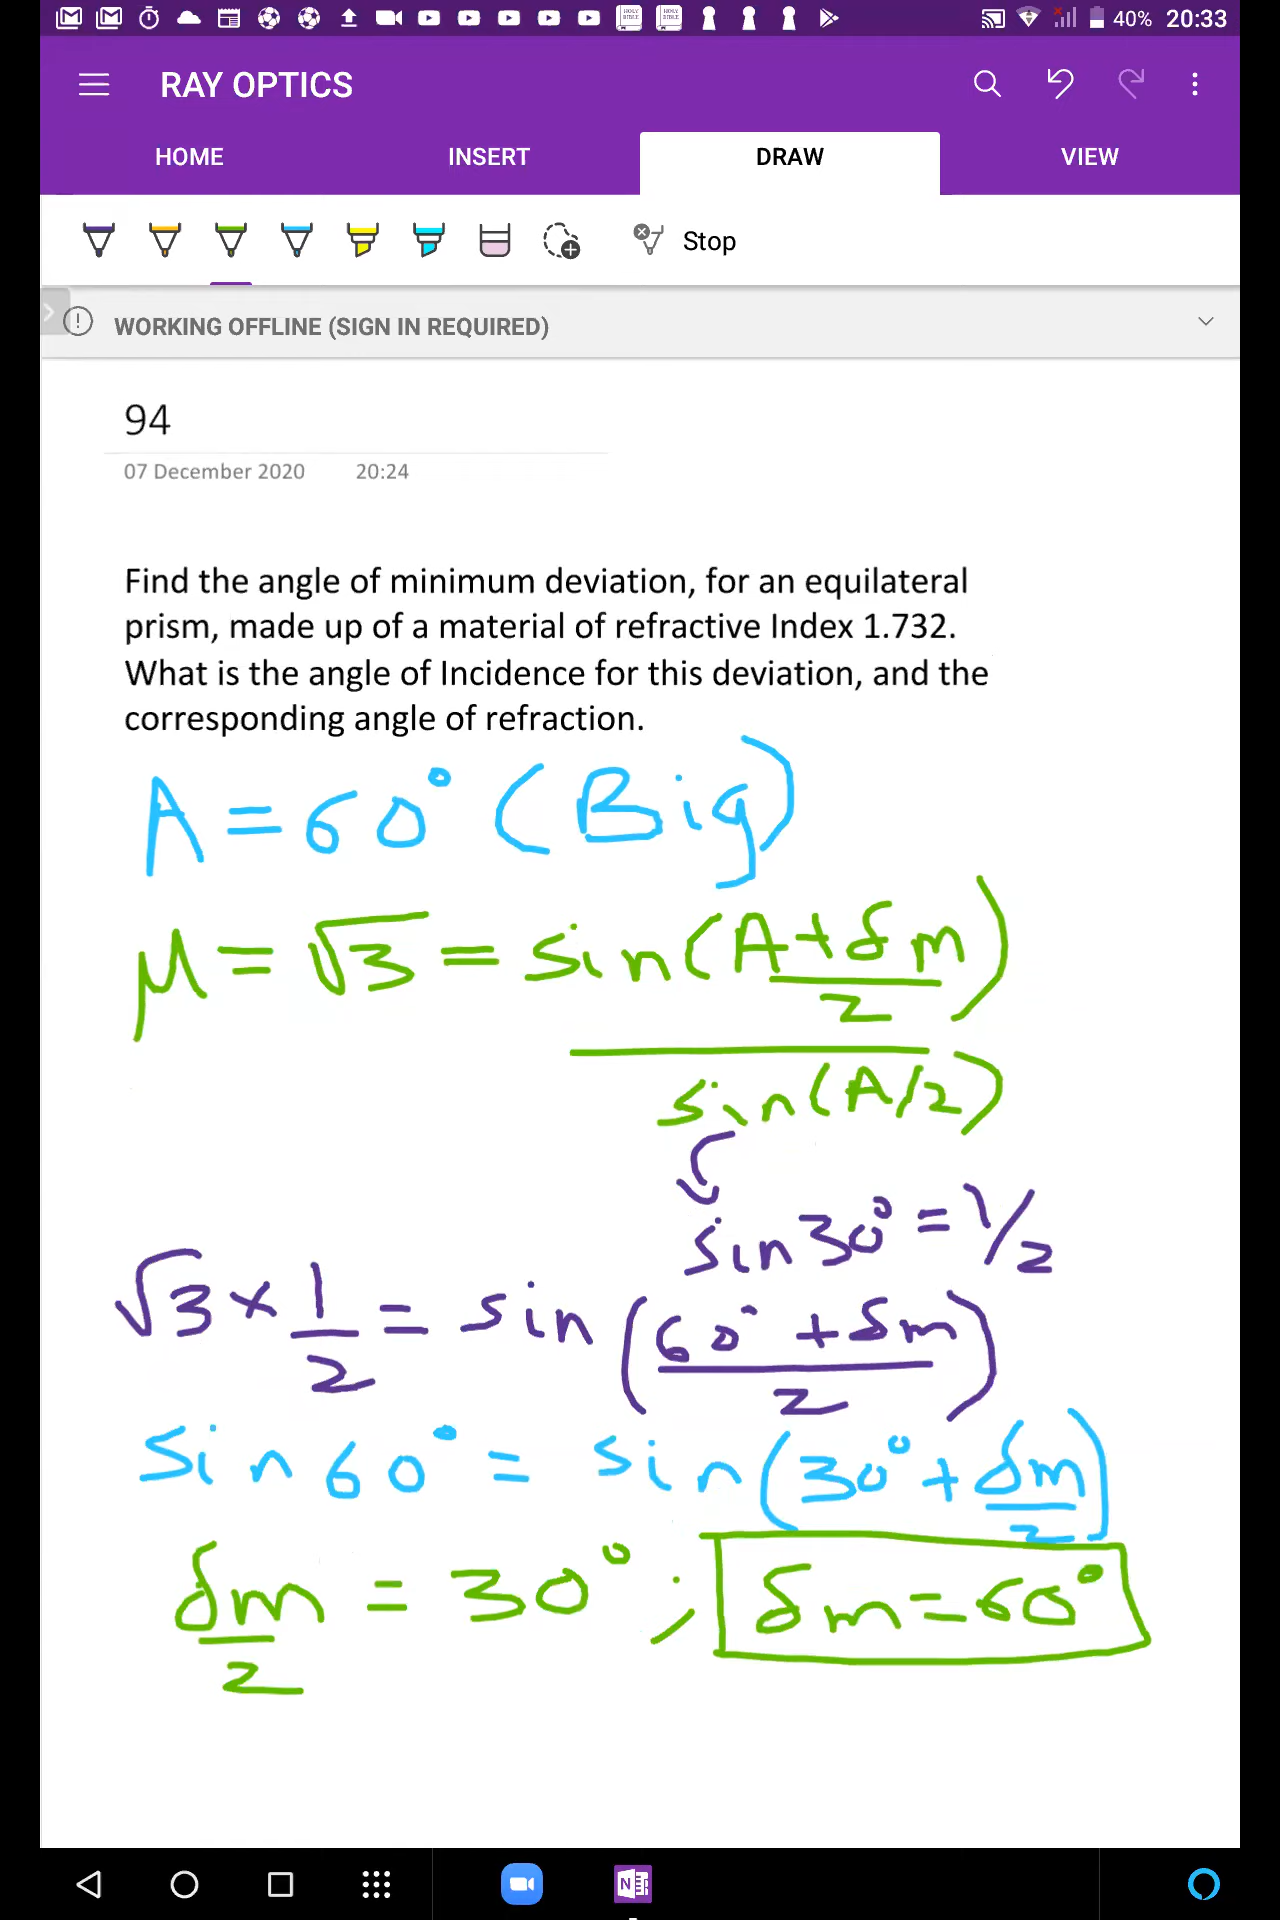 40% 20:33
RAY OPTICS
HOME INSERT DRAW VIEW
Stop
WORKING OFFLINE (SIGN IN REQUIRED)
94
07 December 2020 20:24
Find the angle of minimum deviation, for an equilateral
prism, made up of a material of refractive Index 1.732.
What is the angle of Incidence for this deviation, and the
corresponding angle of refraction.
A = 60° (Big)
μ = √3 = sin(A+δm/2)
sin(A/2)
sin30° = 1/2
√3 × 1/2 = sin(60° + δm/2)
sin60° = sin(30° + δm/2)
δm/2 = 30° ; δm = 60°